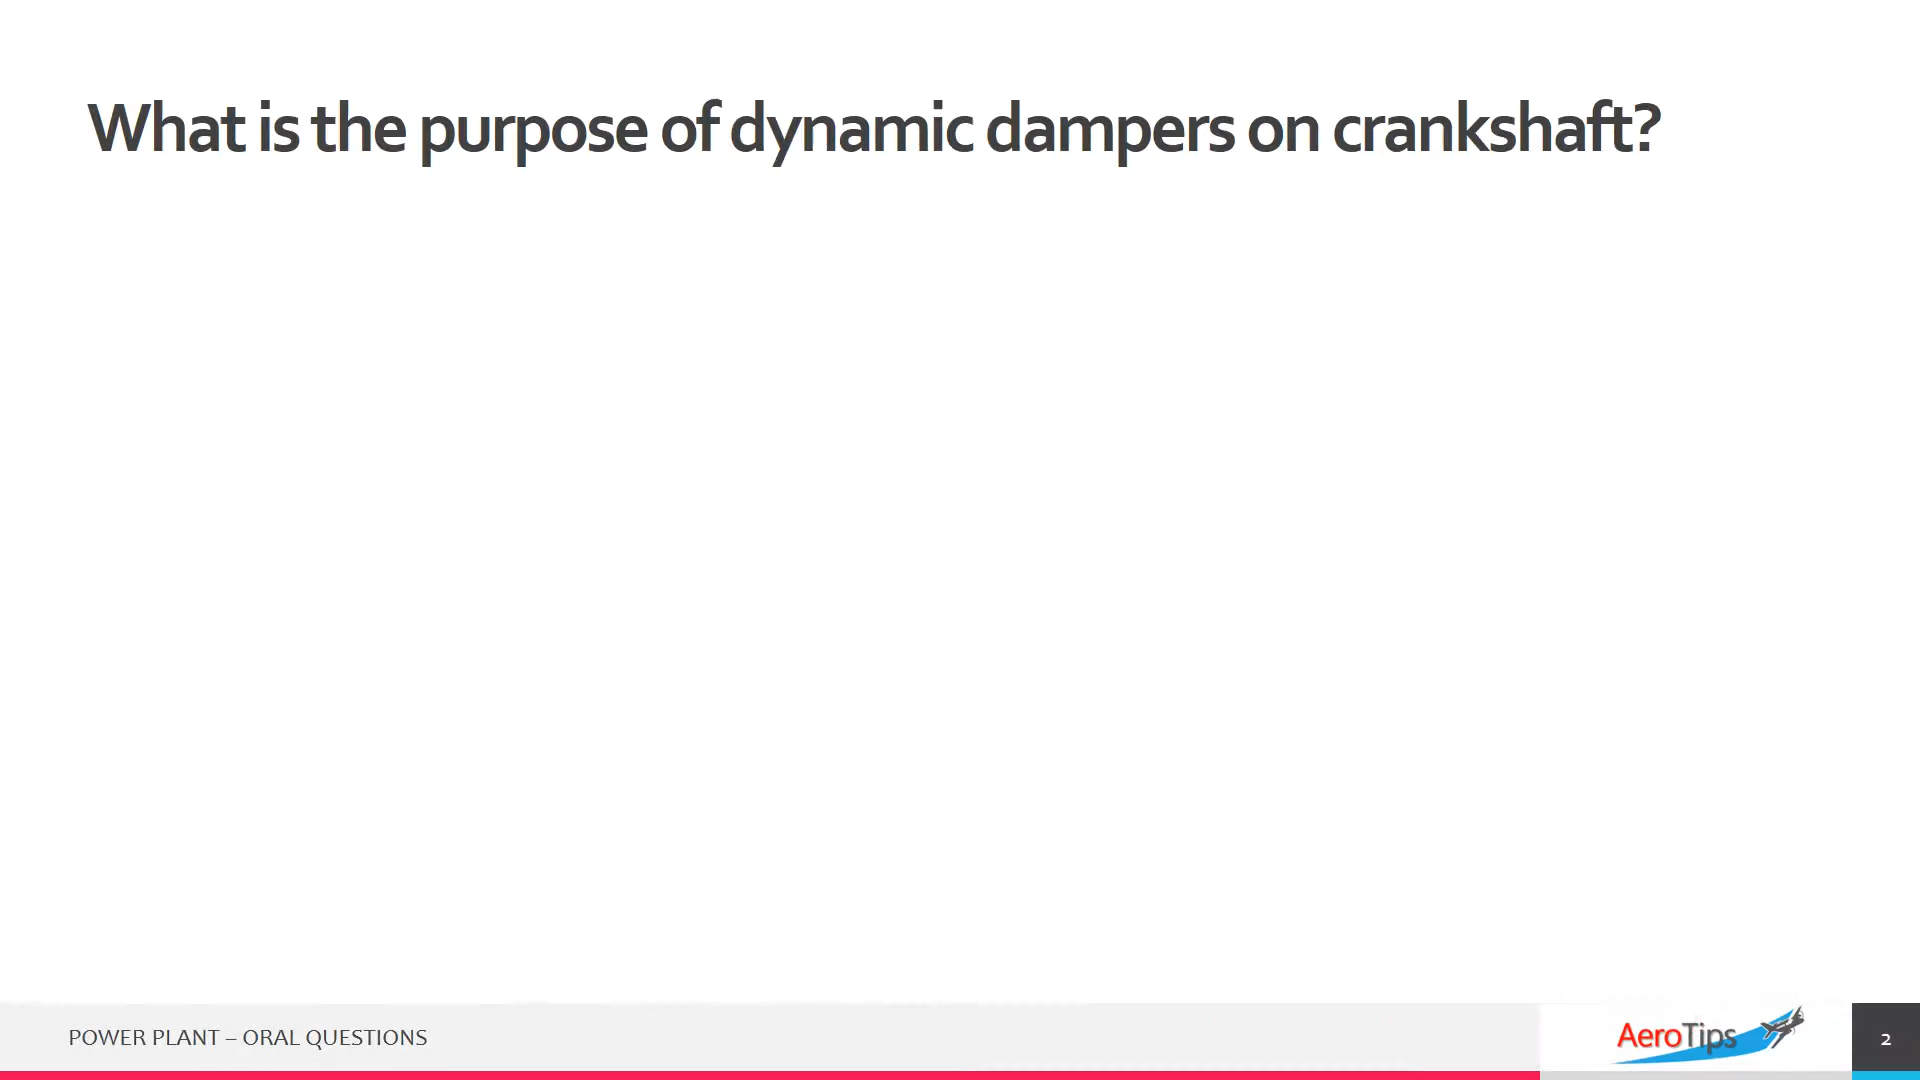 What is the purpose of dynamic dampers on crankshaft?
POWER PLANT – ORAL QUESTIONS
AeroTips
2